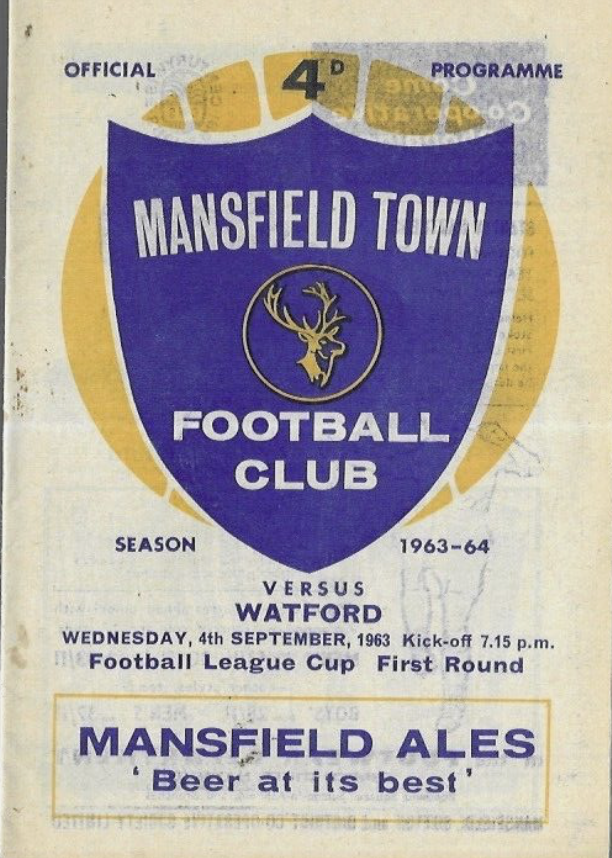 OFFICIAL 4D PROGRAMME
MANSFIELD TOWN
FOOTBALL
CLUB
SEASON 1963-64
VERSUS
WATFORD
WEDNESDAY, 4th SEPTEMBER, 1963 Kick-off 7.15 p.m.
Football League Cup First Round
MANSFIELD ALES
‘Beer at its best’